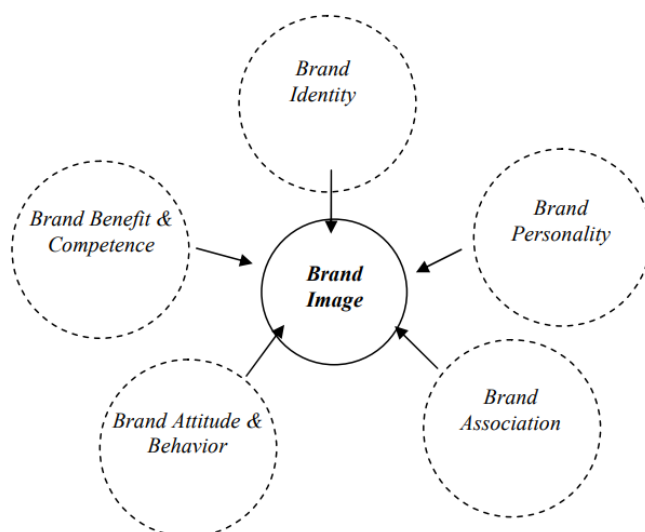 Brand
Identity
Brand Benefit &
Competence
Brand
Personality
Brand
Image
Brand Attitude &
Behavior
Brand
Association